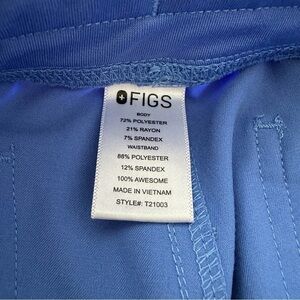 FIGS
BODY
72% POLYESTER
21% RAYON
7% SPANDEX
WAISTBAND
86% POLYESTER
12% SPANDEX
100% AWESOME
MADE IN VIETNAM
STYLE#: T21003